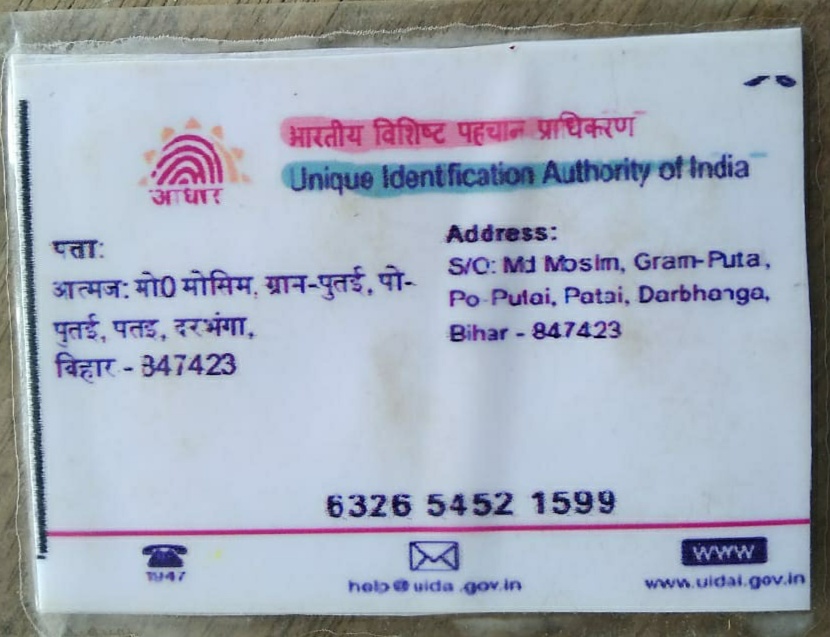 भारतीय विशिष्ट पहचान प्राधिकरण
Unique Identification Authority of India
आधार
पता:
आत्मज: मो0 मोसिम, ग्रान-पुतई, पो-
पुतई, पतइ, दरभंगा,
बिहार - 847423
Address:
S/O: Md Mosim, Gram-Puta,
Po-Putai, Patai, Darbhanga,
Bihar - 847423
6326 5452 1599
1947
help@uidai.gov.in
WWW
www.uidai.gov.in